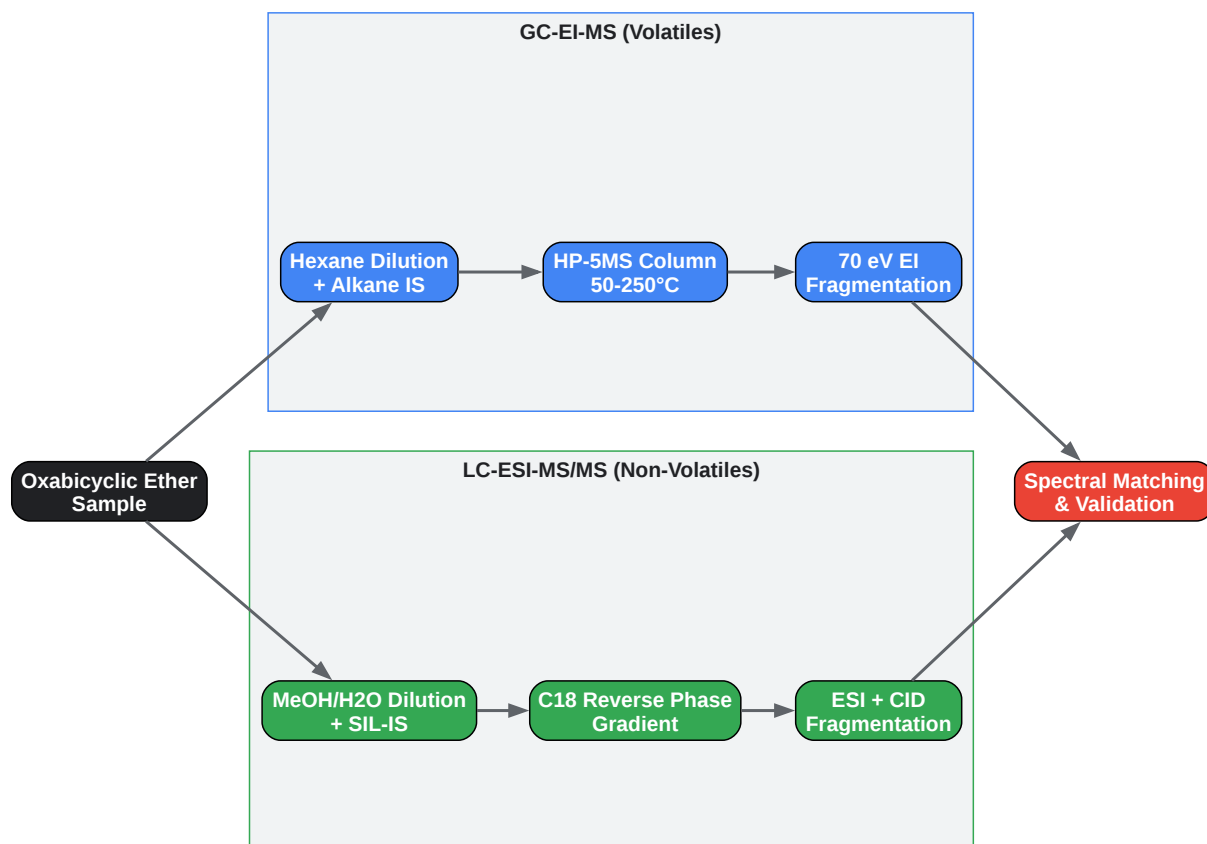 GC-EI-MS (Volatiles)
Hexane Dilution
+ Alkane IS
HP-5MS Column
50-250°C
70 eV EI
Fragmentation
Oxabicyclic Ether
Sample
LC-ESI-MS/MS (Non-Volatiles)
MeOH/H2O Dilution
+ SIL-IS
C18 Reverse Phase
Gradient
ESI + CID
Fragmentation
Spectral Matching
& Validation